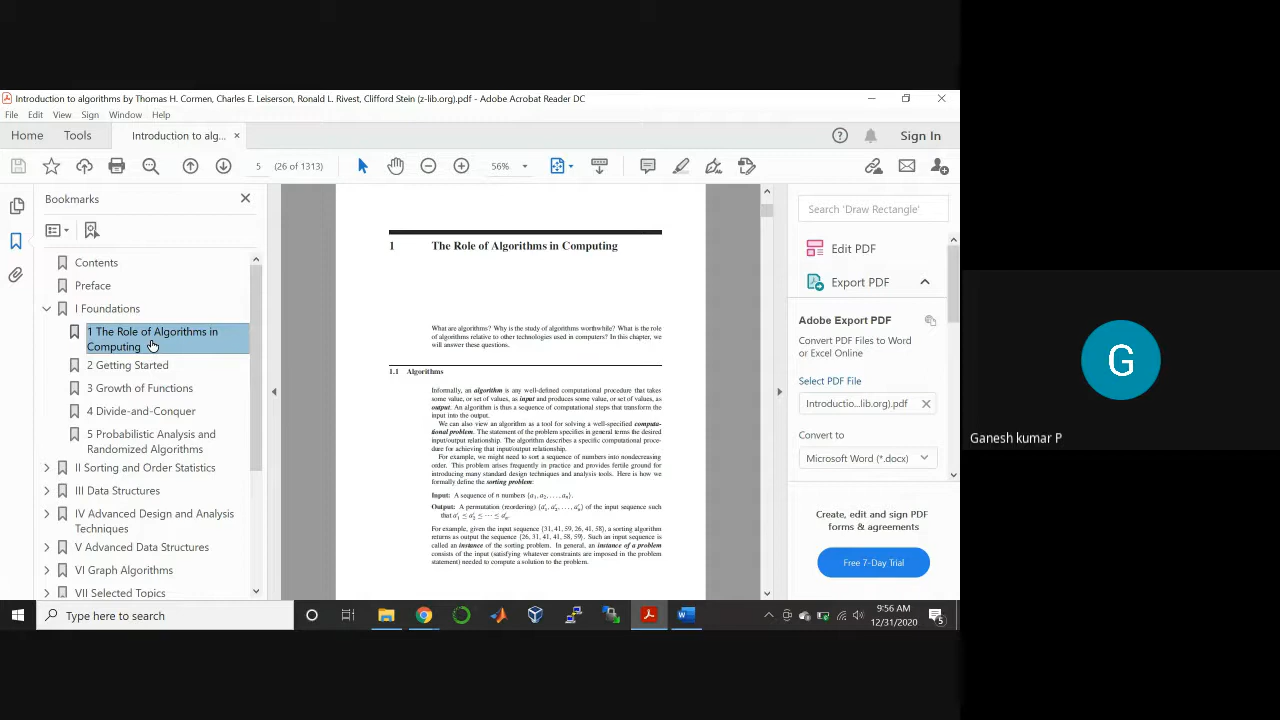 Introduction to algorithms by Thomas H. Cormen, Charles E. Leiserson, Ronald L. Rivest, Clifford Stein (z-lib.org).pdf - Adobe Acrobat Reader DC
File Edit View Sign Window Help
Home Tools Introduction to alg... × Sign In
5 (26 of 1313) 56%
Bookmarks
Contents
Preface
I Foundations
1 The Role of Algorithms in
Computing
2 Getting Started
3 Growth of Functions
4 Divide-and-Conquer
5 Probabilistic Analysis and
Randomized Algorithms
II Sorting and Order Statistics
III Data Structures
IV Advanced Design and Analysis
Techniques
V Advanced Data Structures
VI Graph Algorithms
VII Selected Topics
1 The Role of Algorithms in Computing
What are algorithms? Why is the study of algorithms worthwhile? What is the role
of algorithms relative to other technologies used in computers? In this chapter, we
will answer these questions.
1.1 Algorithms
Informally, an algorithm is any well-defined computational procedure that takes
some value, or set of values, as input and produces some value, or set of values, as
output. An algorithm is thus a sequence of computational steps that transform the
input into the output.
We can also view an algorithm as a tool for solving a well-specified computa-
tional problem. The statement of the problem specifies in general terms the desired
input/output relationship. The algorithm describes a specific computational proce-
dure for achieving that input/output relationship.
For example, we might need to sort a sequence of numbers into nondecreasing
order. This problem arises frequently in practice and provides fertile ground for
introducing many standard design techniques and analysis tools. Here is how we
formally define the sorting problem:
Input: A sequence of n numbers ⟨a₁, a₂, . . . , aₙ⟩.
Output: A permutation (reordering) ⟨a′₁, a′₂, . . . , a′ₙ⟩ of the input sequence such
that a′₁ ≤ a′₂ ≤ ··· ≤ a′ₙ.
For example, given the input sequence ⟨31, 41, 59, 26, 41, 58⟩, a sorting algorithm
returns as output the sequence ⟨26, 31, 41, 41, 58, 59⟩. Such an input sequence is
called an instance of the sorting problem. In general, an instance of a problem
consists of the input (satisfying whatever constraints are imposed in the problem
statement) needed to compute a solution to the problem.
Search 'Draw Rectangle'
Edit PDF
Export PDF
Adobe Export PDF
Convert PDF Files to Word
or Excel Online
Select PDF File
Introductio...lib.org).pdf
Convert to
Microsoft Word (*.docx)
Create, edit and sign PDF
forms & agreements
Free 7-Day Trial
Type here to search
9:56 AM
12/31/2020
5
G
Ganesh kumar P